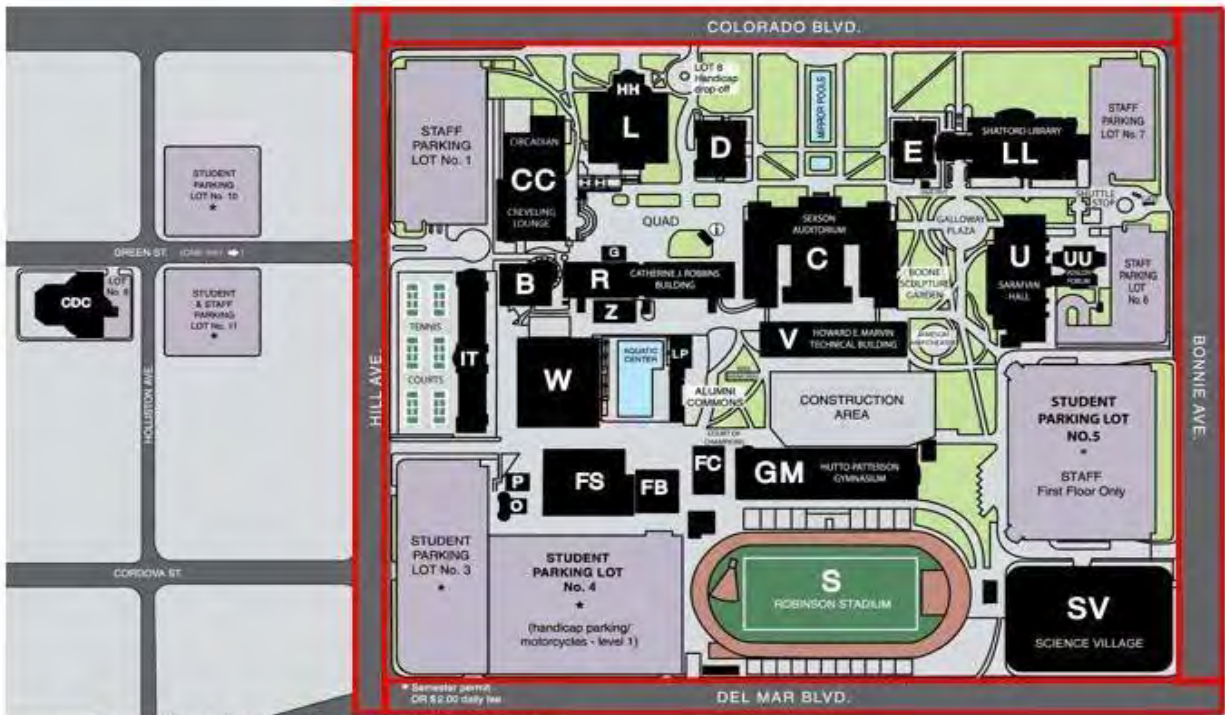 COLORADO BLVD.
LOT 8
Handicap
drop-off
HH
L
STAFF
PARKING
LOT No. 1
CIRCADIAN
CC
CREVELING
LOUNGE
D
MIRROR POOLS
E
SHATFORD LIBRARY
LL
STAFF
PARKING
LOT No. 7
STUDENT
PARKING
LOT No. 10
*
SHUTTLE
STOP
QUAD
i
SEXSON
AUDITORIUM
C
GALLOWAY
PLAZA
GREEN ST. (ONE WAY ➔)
G
B
R
CATHERINE J. ROBBINS
BUILDING
Z
BOONE
SCULPTURE
GARDEN
U
SARAFIAN
HALL
UU
FORUM
STAFF
PARKING
LOT
No. 6
CDC
LOT
STUDENT
& STAFF
PARKING
LOT No. 11
*
TENNIS
COURTS
IT
W
AQUATIC
CENTER
LP
V
HOWARD E. MARVIN
TECHNICAL BUILDING
ALUMNI
COMMONS
CONSTRUCTION
AREA
COURT OF
CHAMPIONS
HILL AVE.
HOLLISTON AVE.
BONNIE AVE.
STUDENT
PARKING LOT
NO.5
*
STAFF
First Floor Only
P
O
FS
FB
FC
GM
HUTTO-PATTERSON
GYMNASIUM
STUDENT
PARKING
LOT No. 3
*
STUDENT
PARKING LOT
No. 4
*
(handicap parking/
motorcycles - level 1)
S
ROBINSON STADIUM
SV
SCIENCE VILLAGE
CORDOVA ST.
* Semester permit
OR $2.00 daily fee
DEL MAR BLVD.